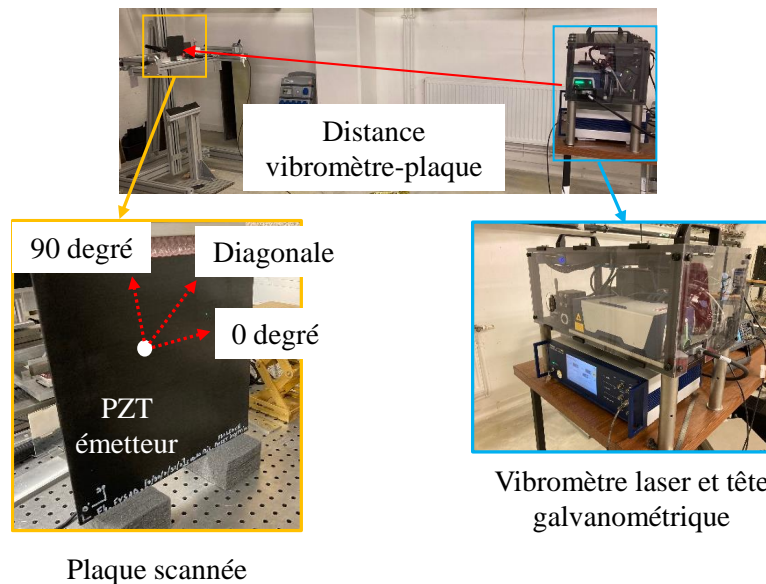 Distance
vibromètre-plaque
90 degré
Diagonale
0 degré
PZT
émetteur
Vibromètre laser et tête
galvanométrique
Plaque scannée